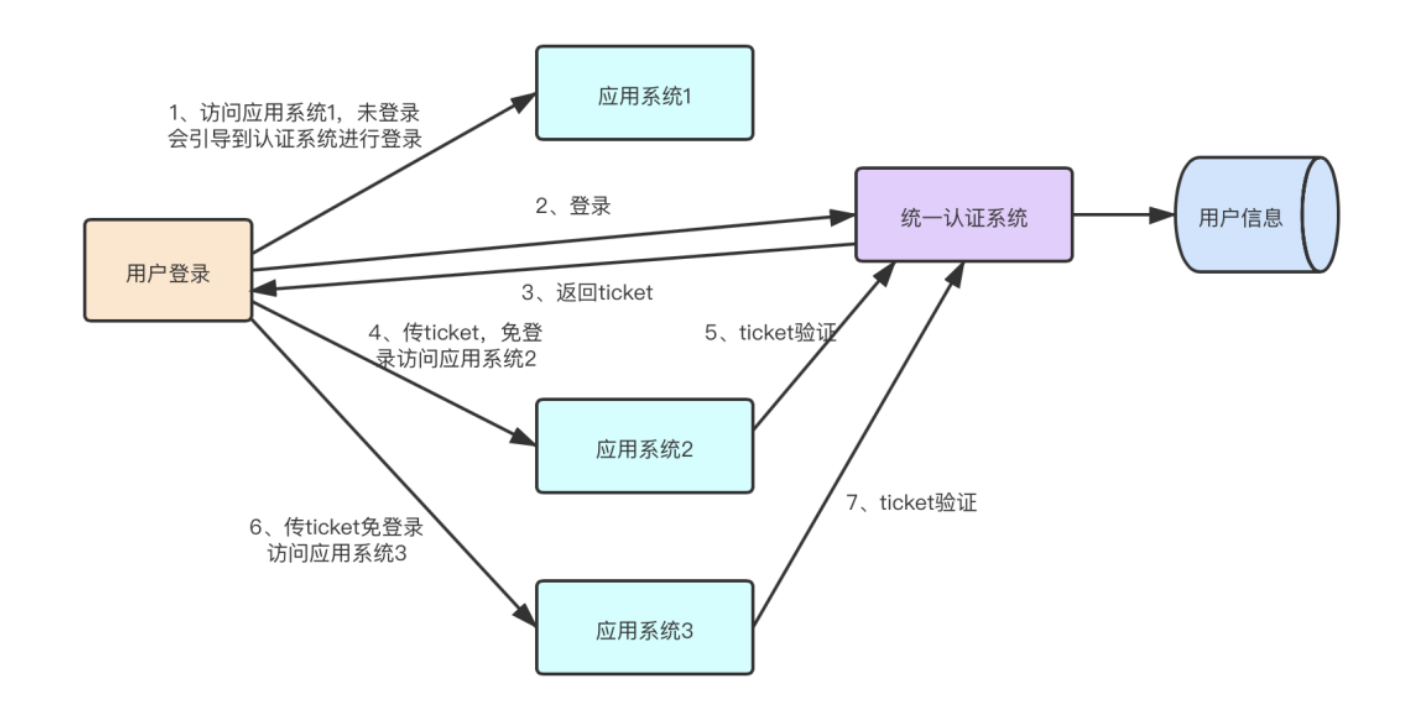 应用系统1
1、访问应用系统1，未登录
会引导到认证系统进行登录
2、登录
统一认证系统
用户信息
用户登录
3、返回ticket
4、传ticket，免登
录访问应用系统2
5、ticket验证
应用系统2
7、ticket验证
6、传ticket免登录
访问应用系统3
应用系统3